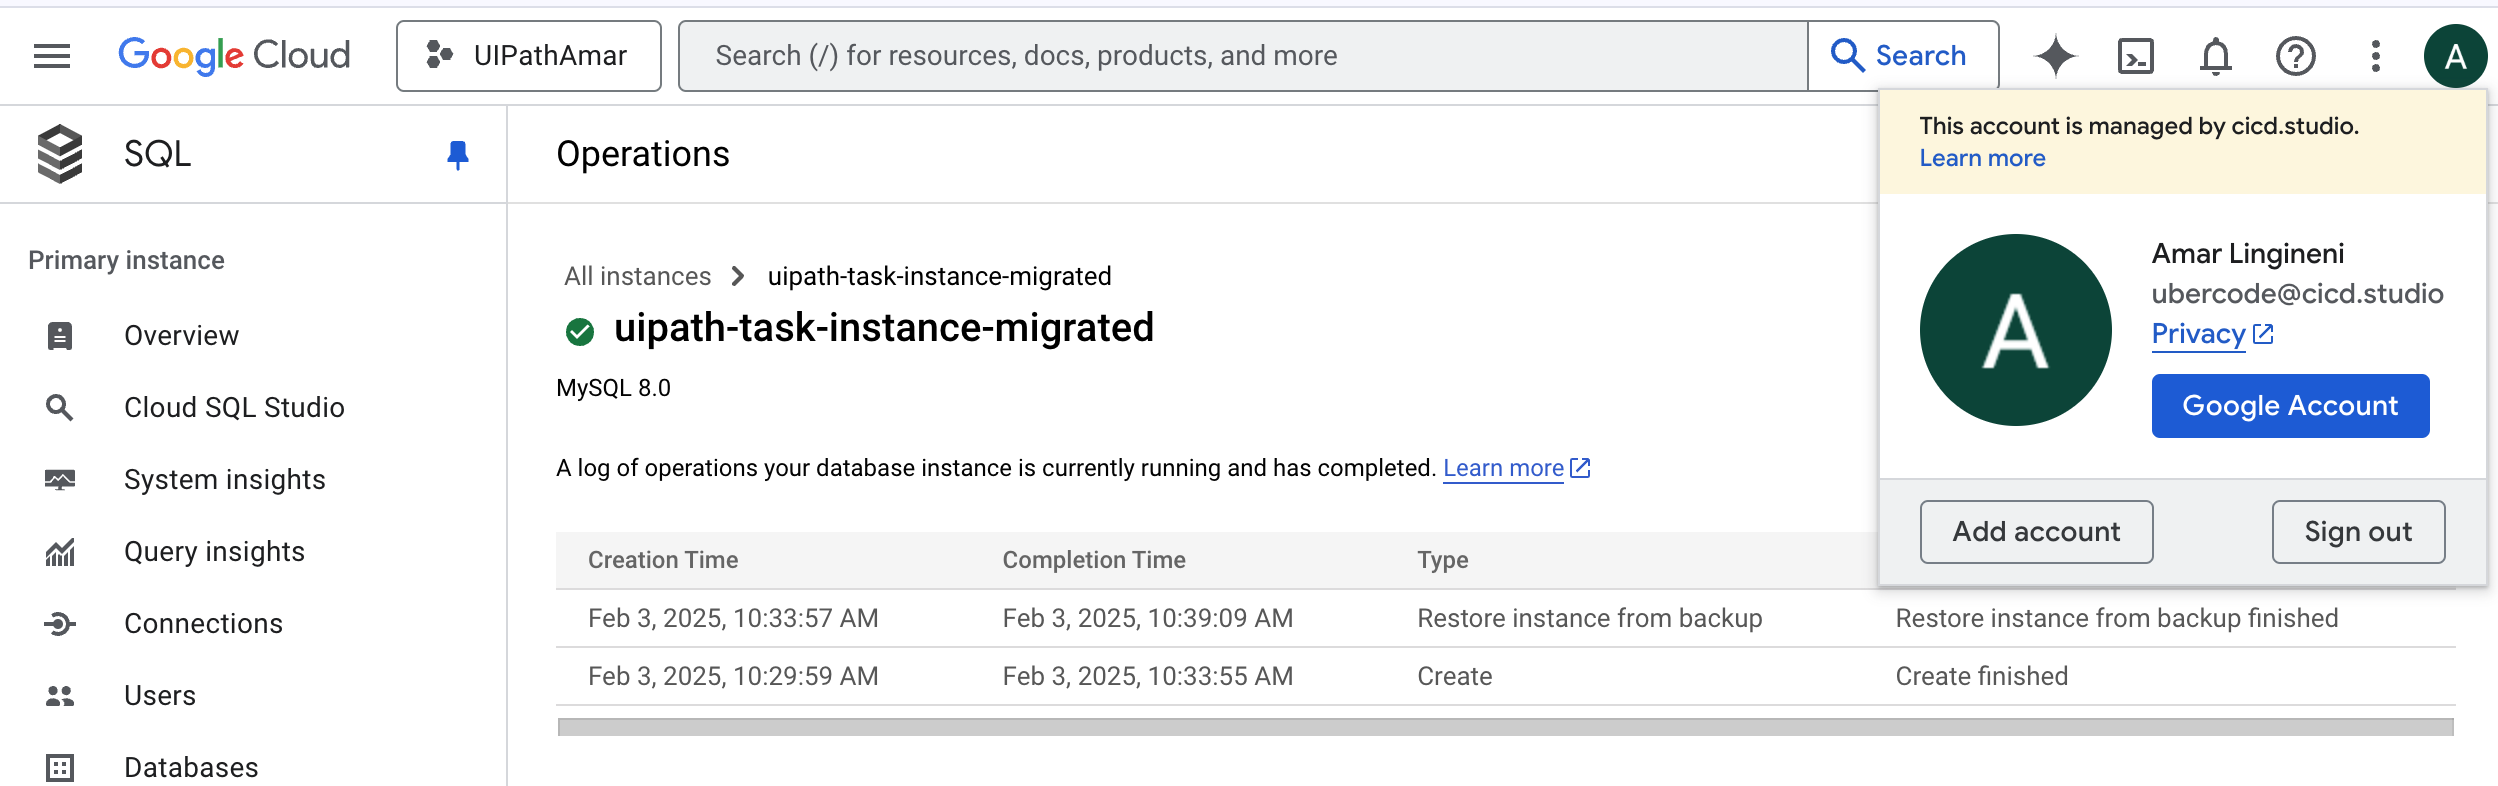 Google Cloud
UIPathAmar
Search (/) for resources, docs, products, and more
Search
A
SQL
Operations
This account is managed by cicd.studio.
Learn more
A
Amar Lingineni
ubercode@cicd.studio
Privacy
Google Account
Add account
Sign out
Primary instance
Overview
Cloud SQL Studio
System insights
Query insights
Connections
Users
Databases
All instances
uipath-task-instance-migrated
uipath-task-instance-migrated
MySQL 8.0
A log of operations your database instance is currently running and has completed. Learn more
Creation Time Completion Time Type
Feb 3, 2025, 10:33:57 AM Feb 3, 2025, 10:39:09 AM Restore instance from backup Restore instance from backup finished
Feb 3, 2025, 10:29:59 AM Feb 3, 2025, 10:33:55 AM Create Create finished